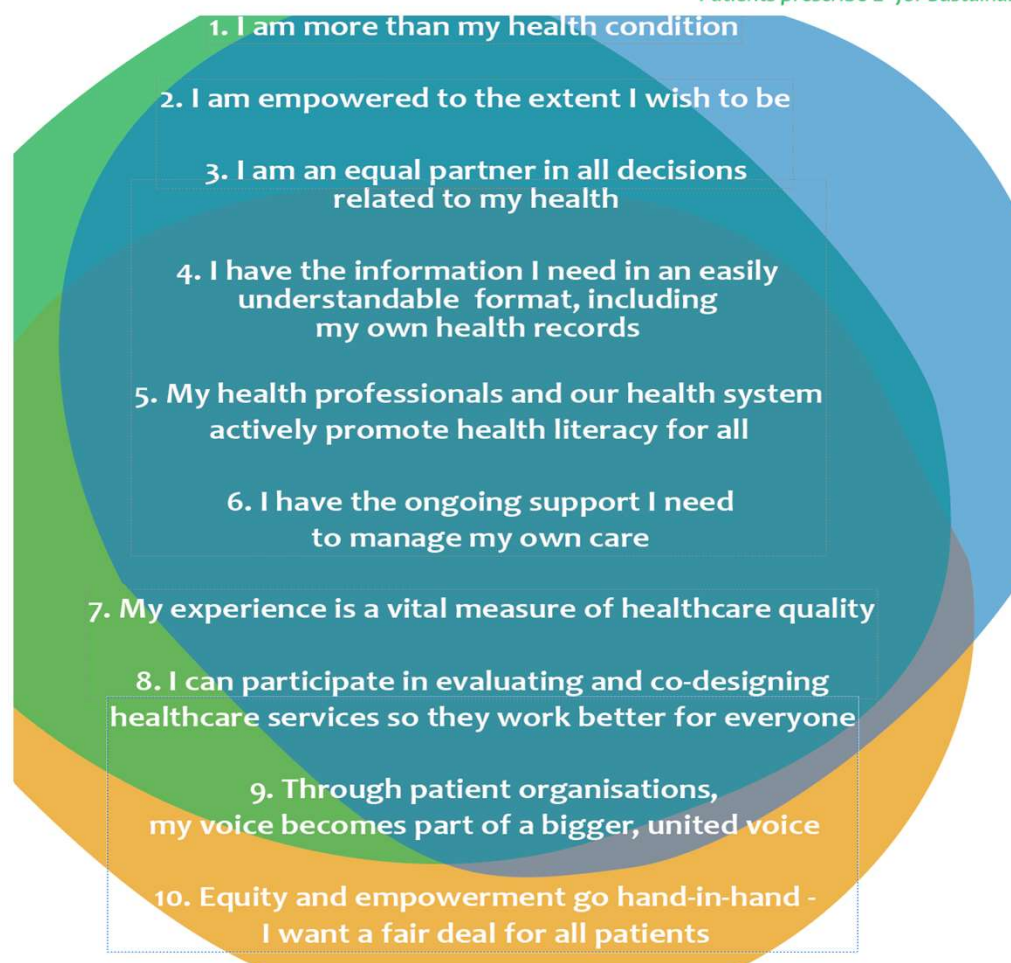 1. I am more than my health condition
2. I am empowered to the extent I wish to be
3. I am an equal partner in all decisions
related to my health
4. I have the information I need in an easily
understandable format, including
my own health records
5. My health professionals and our health system
actively promote health literacy for all
6. I have the ongoing support I need
to manage my own care
7. My experience is a vital measure of healthcare quality
8. I can participate in evaluating and co-designing
healthcare services so they work better for everyone
9. Through patient organisations,
my voice becomes part of a bigger, united voice
10. Equity and empowerment go hand-in-hand -
I want a fair deal for all patients